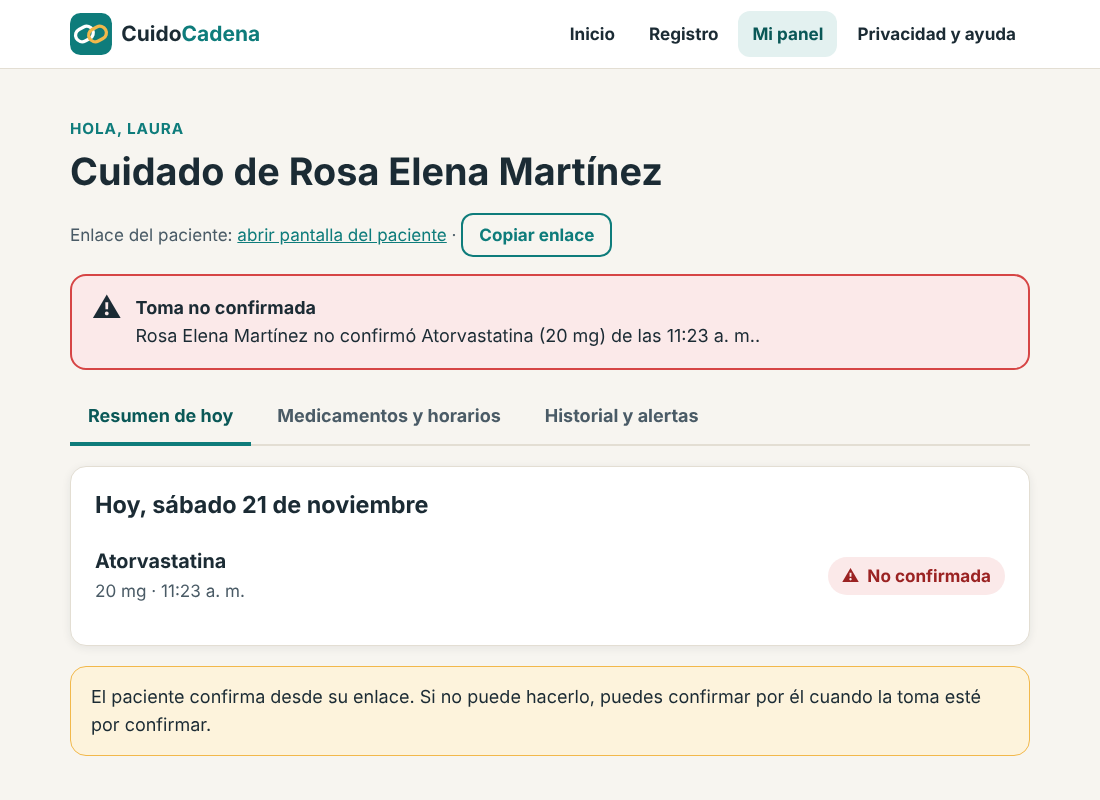 CuidoCadena
Inicio
Registro
Mi panel
Privacidad y ayuda
HOLA, LAURA
Cuidado de Rosa Elena Martínez
Enlace del paciente: abrir pantalla del paciente · Copiar enlace
Toma no confirmada
Rosa Elena Martínez no confirmó Atorvastatina (20 mg) de las 11:23 a. m..
Resumen de hoy
Medicamentos y horarios
Historial y alertas
Hoy, sábado 21 de noviembre
Atorvastatina
20 mg · 11:23 a. m.
No confirmada
El paciente confirma desde su enlace. Si no puede hacerlo, puedes confirmar por él cuando la toma esté
por confirmar.